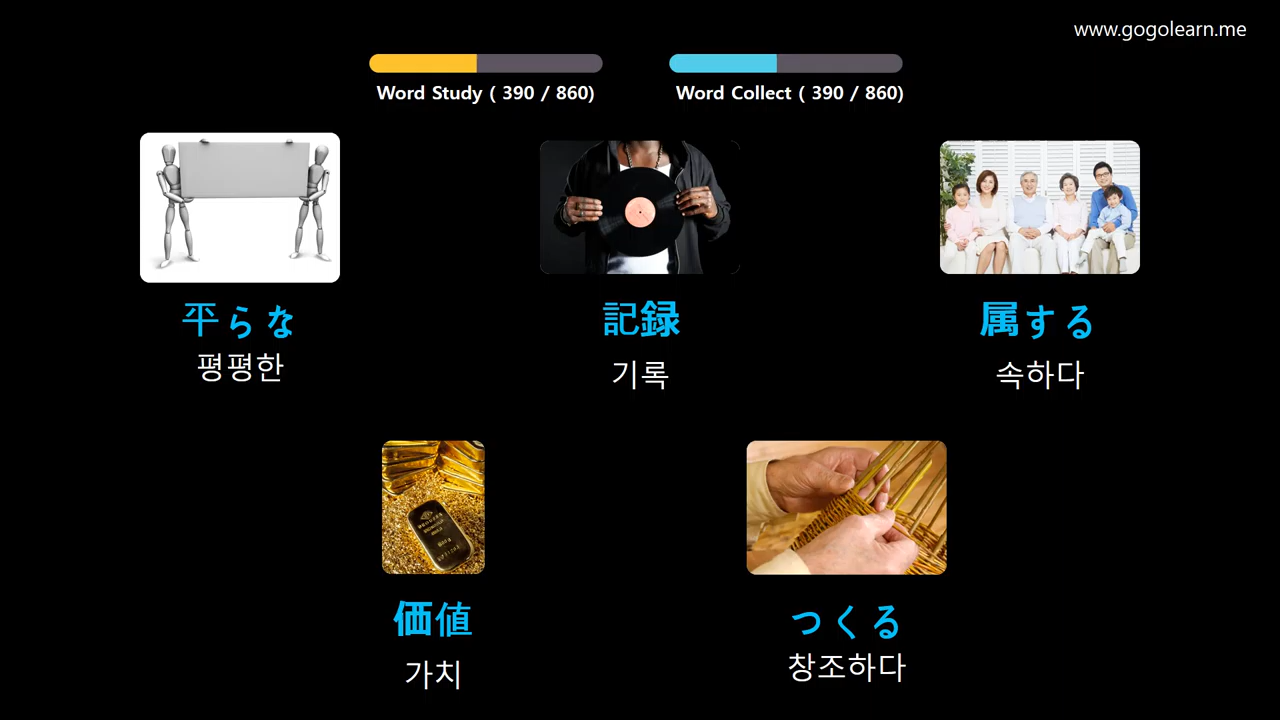 www.gogolearn.me
Word Study ( 390 / 860)
Word Collect ( 390 / 860)
平らな
평평한
記録
기록
属する
속하다
価値
가치
つくる
창조하다